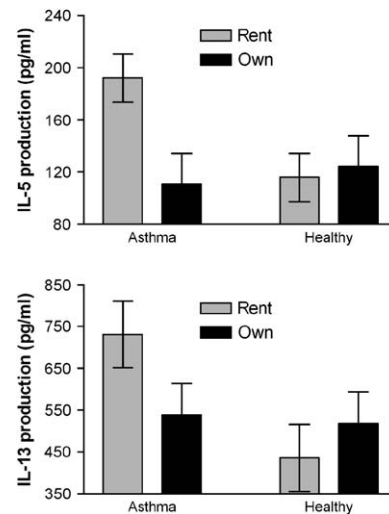 IL-5 production (pg/ml)
240
200
160
120
80
Rent
Own
Asthma
Healthy
IL-13 production (pg/ml)
850
750
650
550
450
350
Rent
Own
Asthma
Healthy